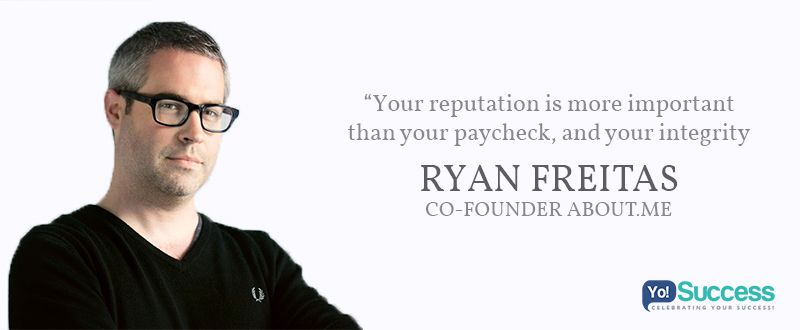 “Your reputation is more important
than your paycheck, and your integrity
RYAN FREITAS
CO-FOUNDER ABOUT.ME
Yo! Success
CELEBRATING YOUR SUCCESS!